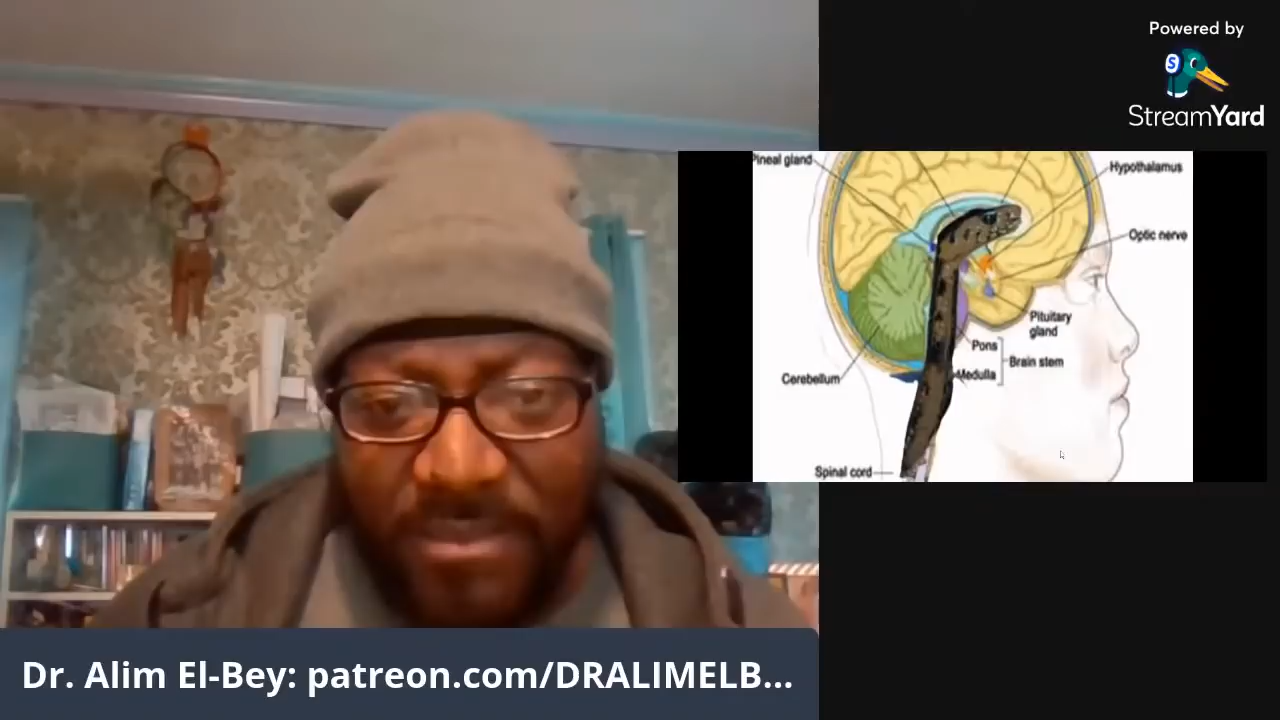 Powered by
StreamYard
Pineal gland
Hypothalamus
Optic nerve
Pituitary
gland
Pons
Brain stem
Medulla
Cerebellum
Spinal cord
Dr. Alim El-Bey: patreon.com/DRALIMELB...